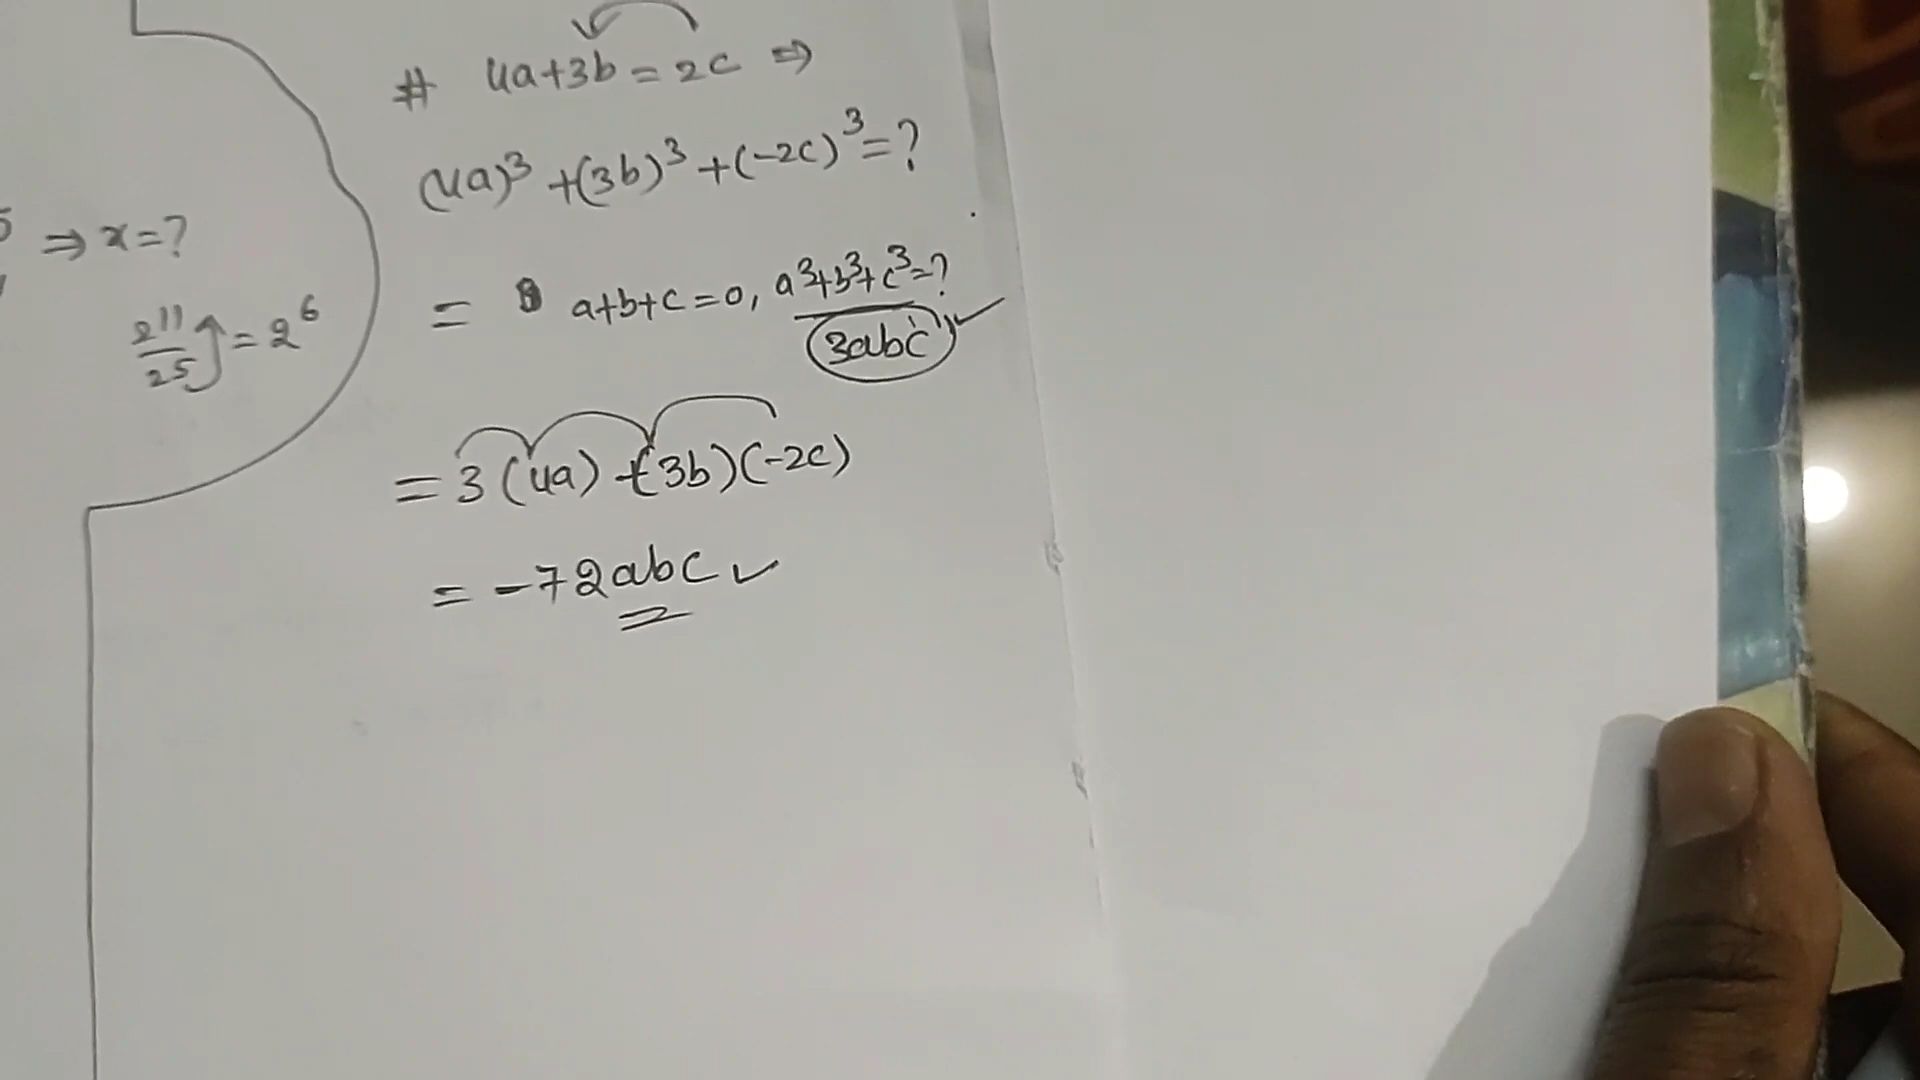 # 4a+3b=2c ⇒
(4a)³+(3b)³+(-2c)³=?
⇒ x=?
= a+b+c=0, a³+b³+c³=?
2¹¹/2⁵=2⁶
3abc
=3(4a)(3b)(-2c)
=-72abc